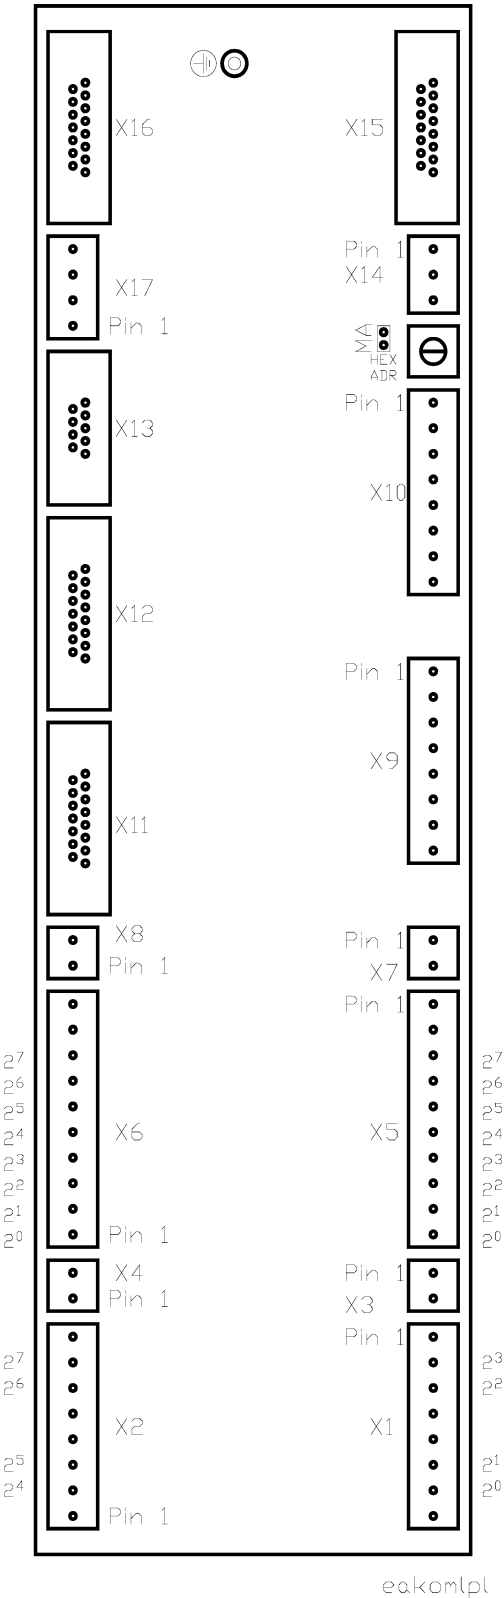 X16 X15
Pin 1
X14
X17
Pin 1
MA
HEX
ADR
Pin 1
X13
X10
X12
Pin 1
X9
X11
X8
Pin 1
Pin 1
X7
Pin 1
2⁷ 2⁷
2⁶ 2⁶
2⁵ 2⁵
2⁴ X6 X5 2⁴
2³ 2³
2² 2²
2¹ 2¹
2⁰ Pin 1 2⁰
X4 Pin 1
Pin 1 X3
Pin 1
2⁷ 2³
2⁶ 2²
X2 X1
2⁵ 2¹
2⁴ 2⁰
Pin 1
eakomlpl